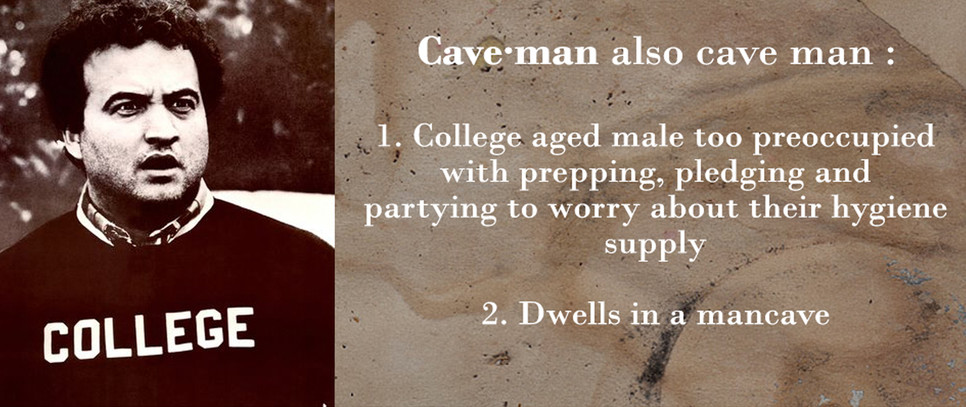 Cave·man also cave man :
1. College aged male too preoccupied
with prepping, pledging and
partying to worry about their hygiene
supply
2. Dwells in a mancave
COLLEGE